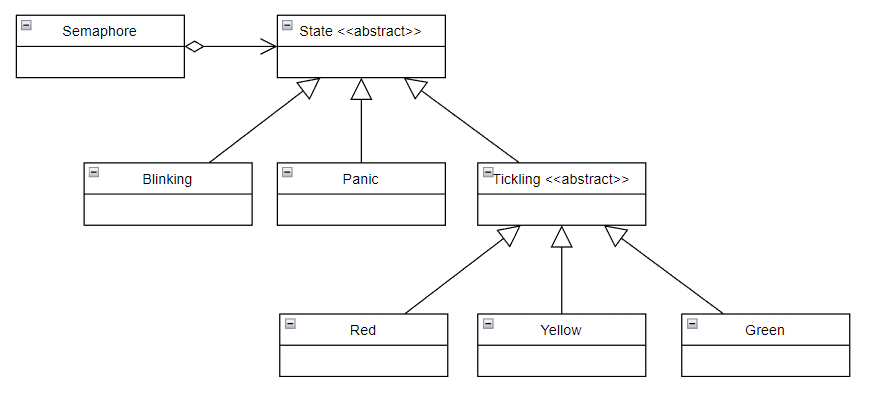 Semaphore
State <<abstract>>
Blinking
Panic
Tickling <<abstract>>
Red
Yellow
Green